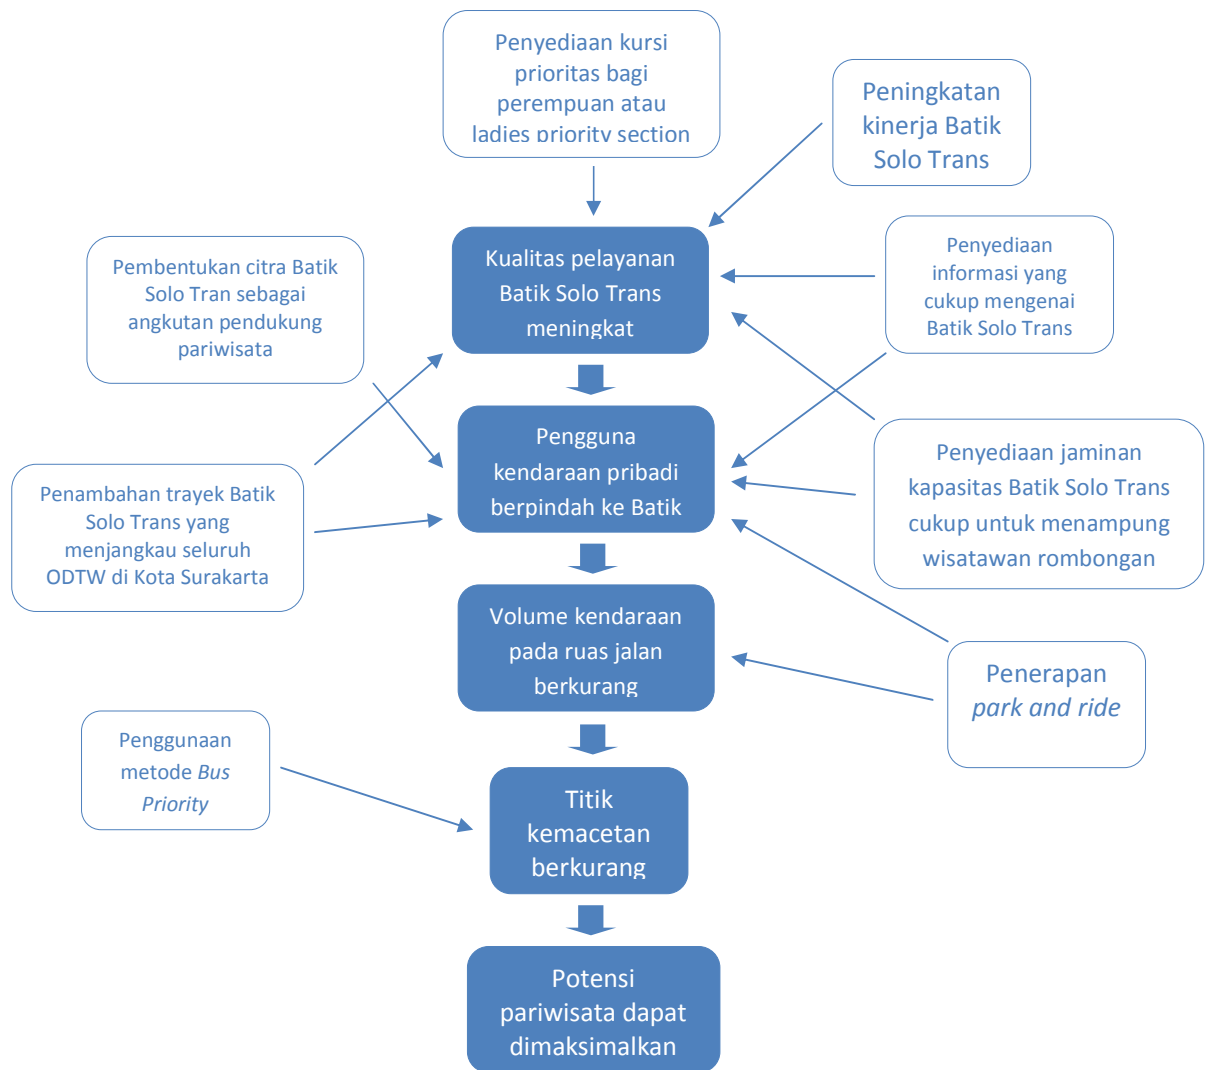 Penyediaan kursi
prioritas bagi
perempuan atau
ladies priority section
Peningkatan
kinerja Batik
Solo Trans
Pembentukan citra Batik
Solo Tran sebagai
angkutan pendukung
pariwisata
Kualitas pelayanan
Batik Solo Trans
meningkat
Penyediaan
informasi yang
cukup mengenai
Batik Solo Trans
Penambahan trayek Batik
Solo Trans yang
menjangkau seluruh
ODTW di Kota Surakarta
Pengguna
kendaraan pribadi
berpindah ke Batik
Penyediaan jaminan
kapasitas Batik Solo Trans
cukup untuk menampung
wisatawan rombongan
Volume kendaraan
pada ruas jalan
berkurang
Penerapan
park and ride
Penggunaan
metode Bus
Priority
Titik
kemacetan
berkurang
Potensi
pariwisata dapat
dimaksimalkan